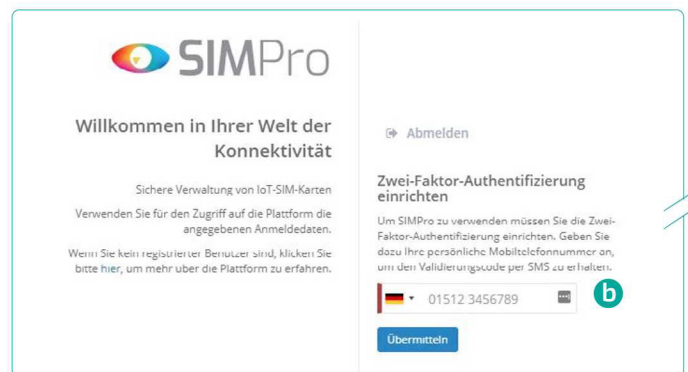 SIMPro
Willkommen in Ihrer Welt der
Konnektivität
Sichere Verwaltung von IoT-SIM-Karten
Verwenden Sie für den Zugriff auf die Plattform die
angegebenen Anmeldedaten.
Wenn Sie kein registrierter Benutzer sind, klicken Sie
bitte hier, um mehr über die Plattform zu erfahren.
Abmelden
Zwei-Faktor-Authentifizierung
einrichten
Um SIMPro zu verwenden müssen Sie die Zwei-
Faktor-Authentifizierung einrichten. Geben Sie
dazu Ihre persönliche Mobiltelefonnummer an,
um den Validierungscode per SMS zu erhalten.
01512 3456789
b
Übermitteln